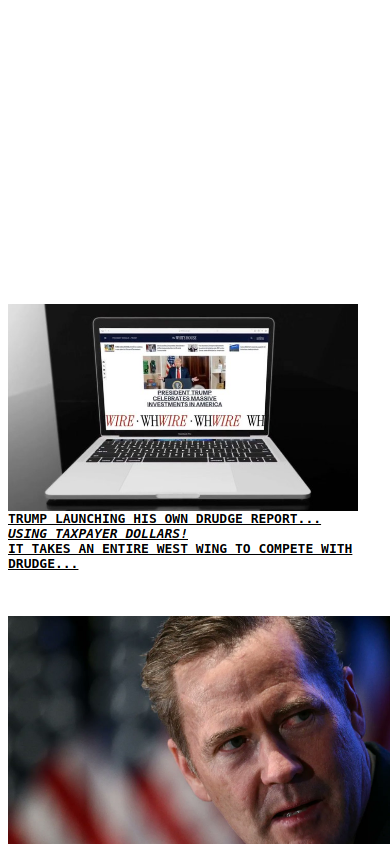 PRESIDENT TRUMP
CELEBRATES MASSIVE
INVESTMENTS IN AMERICA
WIRE · WHWIRE · WHWIRE WH
TRUMP LAUNCHING HIS OWN DRUDGE REPORT...
USING TAXPAYER DOLLARS!
IT TAKES AN ENTIRE WEST WING TO COMPETE WITH
DRUDGE...